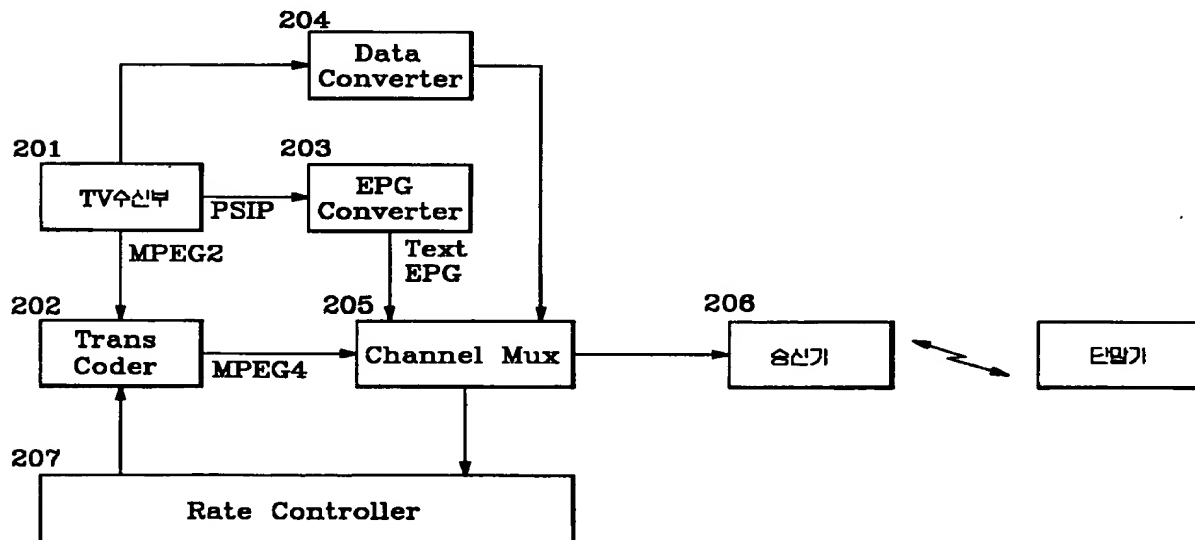 204
Data
Converter
201
203
TV수신부
PSIP
EPG
Converter
MPEG2
Text
EPG
202
205
206
Trans
Coder
MPEG4
Channel Mux
송신기
단말기
207
Rate Controller